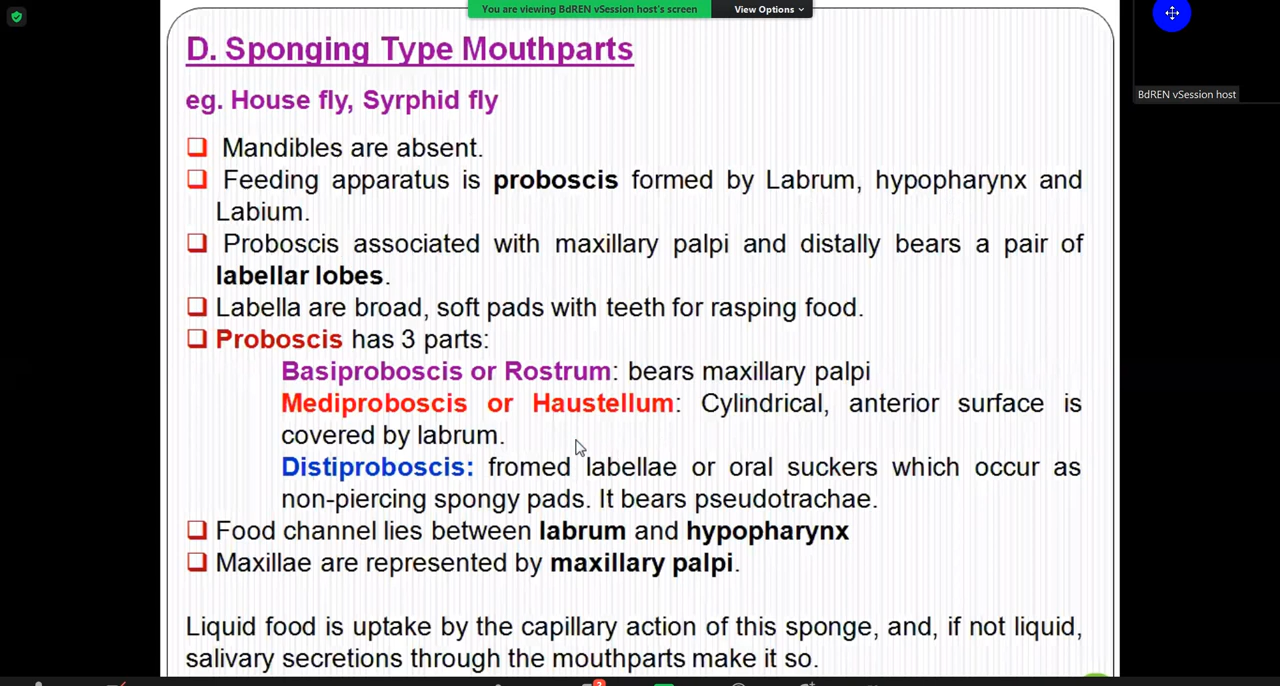 You are viewing BdREN vSession host's screen
View Options
BdREN vSession host
D. Sponging Type Mouthparts
eg. House fly, Syrphid fly
Mandibles are absent.
Feeding apparatus is proboscis formed by Labrum, hypopharynx and
Labium.
Proboscis associated with maxillary palpi and distally bears a pair of
labellar lobes.
Labella are broad, soft pads with teeth for rasping food.
Proboscis has 3 parts:
Basiproboscis or Rostrum: bears maxillary palpi
Mediproboscis or Haustellum: Cylindrical, anterior surface is
covered by labrum.
Distiproboscis: fromed labellae or oral suckers which occur as
non-piercing spongy pads. It bears pseudotrachae.
Food channel lies between labrum and hypopharynx
Maxillae are represented by maxillary palpi.
Liquid food is uptake by the capillary action of this sponge, and, if not liquid,
salivary secretions through the mouthparts make it so.